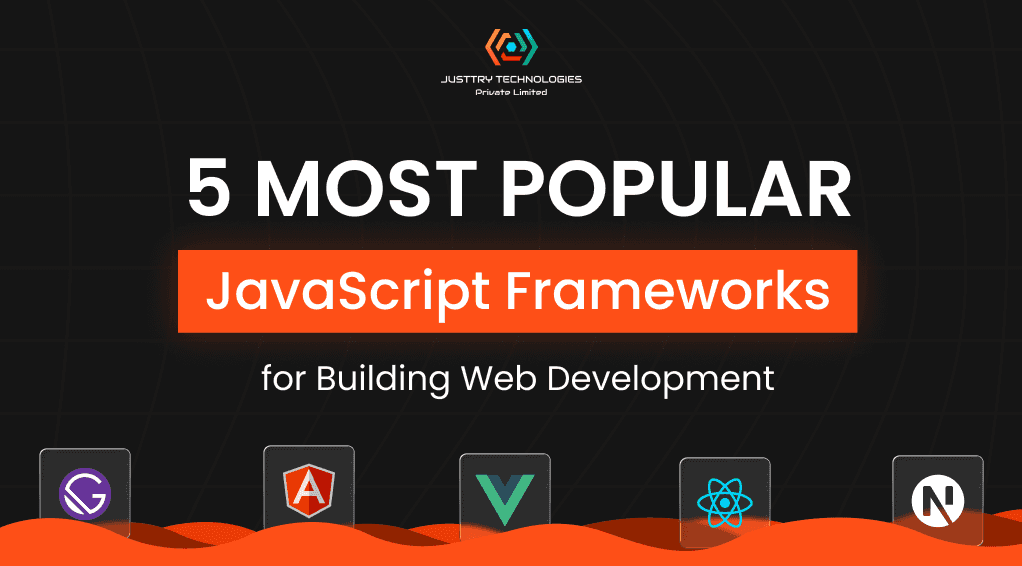 JUSTTRY TECHNOLOGIES
Private Limited
5 MOST POPULAR
JavaScript Frameworks
for Building Web Development